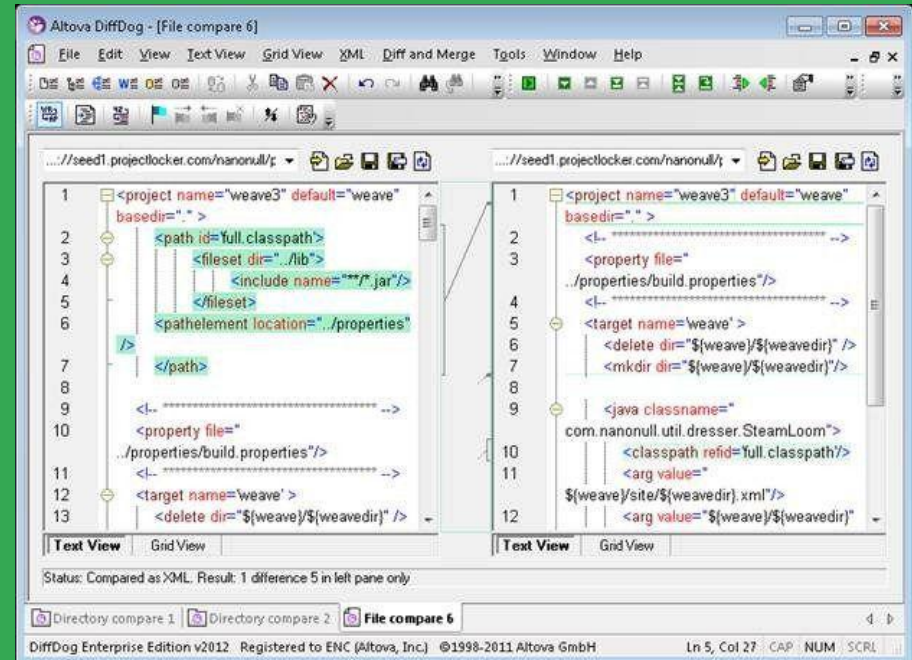 Altova DiffDog - [File compare 6]
File Edit View Text View Grid View XML Diff and Merge Tools Window Help
...://seed1.projectlocker.com/nanonull/p
1 <project name="weave3" default="weave"
basedir="." >
2 <path id='full.classpath'>
3 <fileset dir="../lib">
4 <include name="**/*.jar"/>
5 </fileset>
6 <pathelement location="../properties"
/>
7 </path>
8
9 <!-- ****************************************** -->
10 <property file="
../properties/build.properties"/>
11 <!-- ****************************************** -->
12 <target name='weave' >
13 <delete dir="${weave}/${weavedir}" />
Text View Grid View
...://seed1.projectlocker.com/nanonull/p
1 <project name="weave3" default="weave"
basedir="." >
2 <!-- ****************************************** -->
3 <property file="
../properties/build.properties"/>
4 <!-- ****************************************** -->
5 <target name='weave' >
6 <delete dir="${weave}/${weavedir}" />
7 <mkdir dir="${weave}/${weavedir}"/>
8
9 <java classname="
com.nanonull.util.dresser.SteamLoom">
10 <classpath refid='full.classpath'/>
11 <arg value="
${weave}/site/${weavedir}.xml"/>
12 <arg value="${weave}/${weavedir}"
Text View Grid View
Status: Compared as XML. Result: 1 difference 5 in left pane only
Directory compare 1 Directory compare 2 File compare 6
DiffDog Enterprise Edition v2012 Registered to ENC (Altova, Inc.) ©1998-2011 Altova GmbH Ln 5, Col 27 CAP NUM SCRL